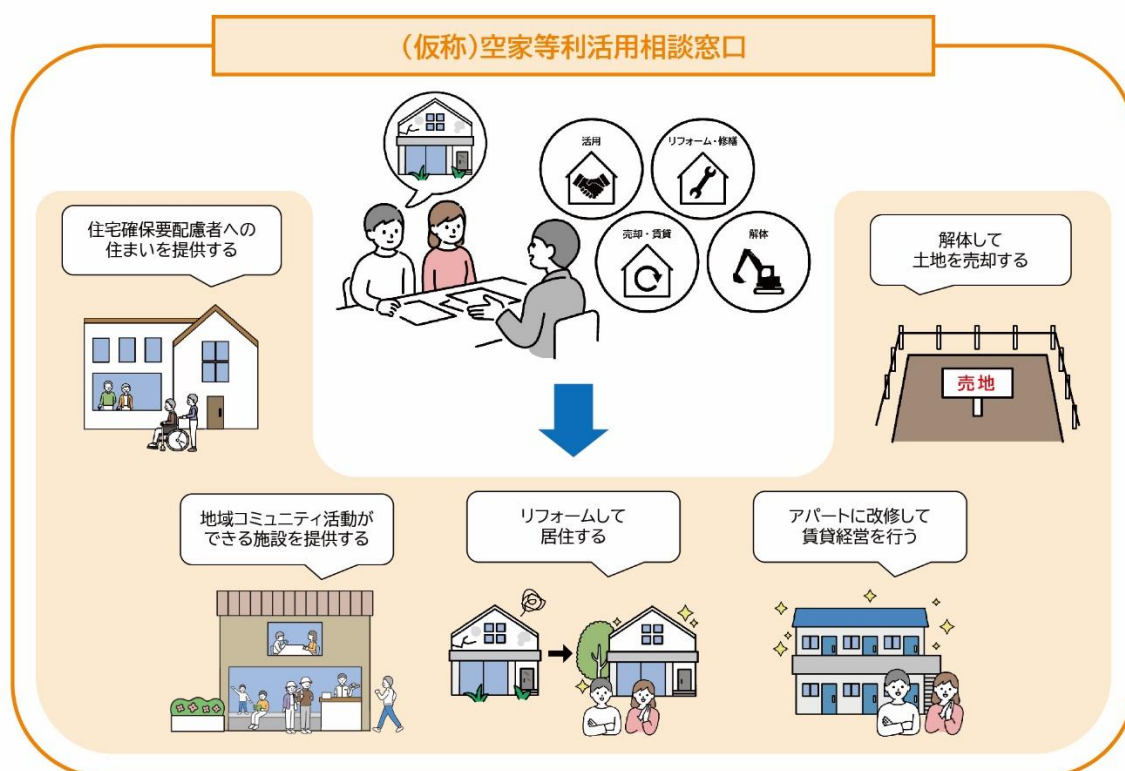 (仮称)空家等利活用相談窓口
活用
リフォーム・修繕
売却・賃貸
解体
住宅確保要配慮者への
住まいを提供する
解体して
土地を売却する
売地
地域コミュニティ活動が
できる施設を提供する
リフォームして
居住する
アパートに改修して
賃貸経営を行う